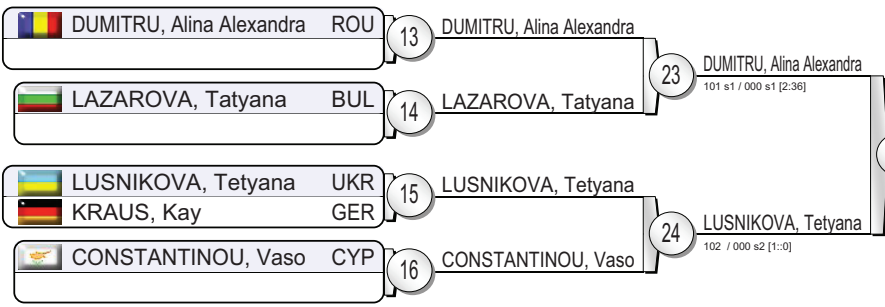 DUMITRU, Alina Alexandra ROU
13
DUMITRU, Alina Alexandra
23
DUMITRU, Alina Alexandra
101 s1 / 000 s1 [2:36]
LAZAROVA, Tatyana BUL
14
LAZAROVA, Tatyana
LUSNIKOVA, Tetyana UKR
KRAUS, Kay GER
15
LUSNIKOVA, Tetyana
24
LUSNIKOVA, Tetyana
102 / 000 s2 [1::0]
CONSTANTINOU, Vaso CYP
16
CONSTANTINOU, Vaso